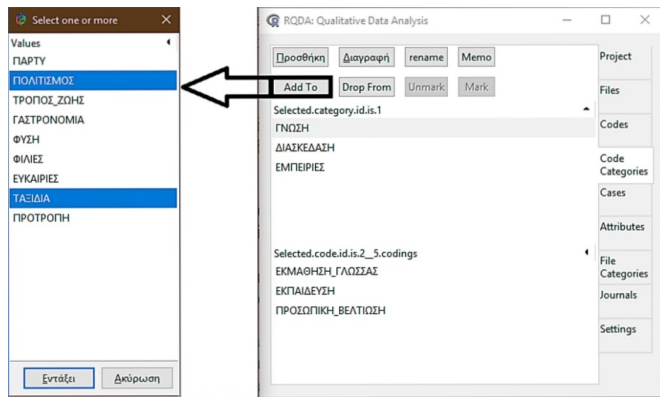 Select one or more
Values
ΠΑΡΤΥ
ΠΟΛΙΤΙΣΜΟΣ
ΤΡΟΠΟΣ_ΖΩΗΣ
ΓΑΣΤΡΟΝΟΜΙΑ
ΦΥΣΗ
ΦΙΛΙΕΣ
ΕΥΚΑΙΡΙΕΣ
ΤΑΞΙΔΙΑ
ΠΡΟΤΡΟΠΗ
Εντάξει Ακύρωση
RQDA: Qualitative Data Analysis
Προσθήκη Διαγραφή rename Memo
Add To Drop From Unmark Mark
Selected.category.id.is.1
ΓΝΩΣΗ
ΔΙΑΣΚΕΔΑΣΗ
ΕΜΠΕΙΡΙΕΣ
Selected.code.id.is.2__5.codings
ΕΚΜΑΘΗΣΗ_ΓΛΩΣΣΑΣ
ΕΚΠΑΙΔΕΥΣΗ
ΠΡΟΣΩΠΙΚΗ_ΒΕΛΤΙΩΣΗ
Project
Files
Codes
Code
Categories
Cases
Attributes
File
Categories
Journals
Settings